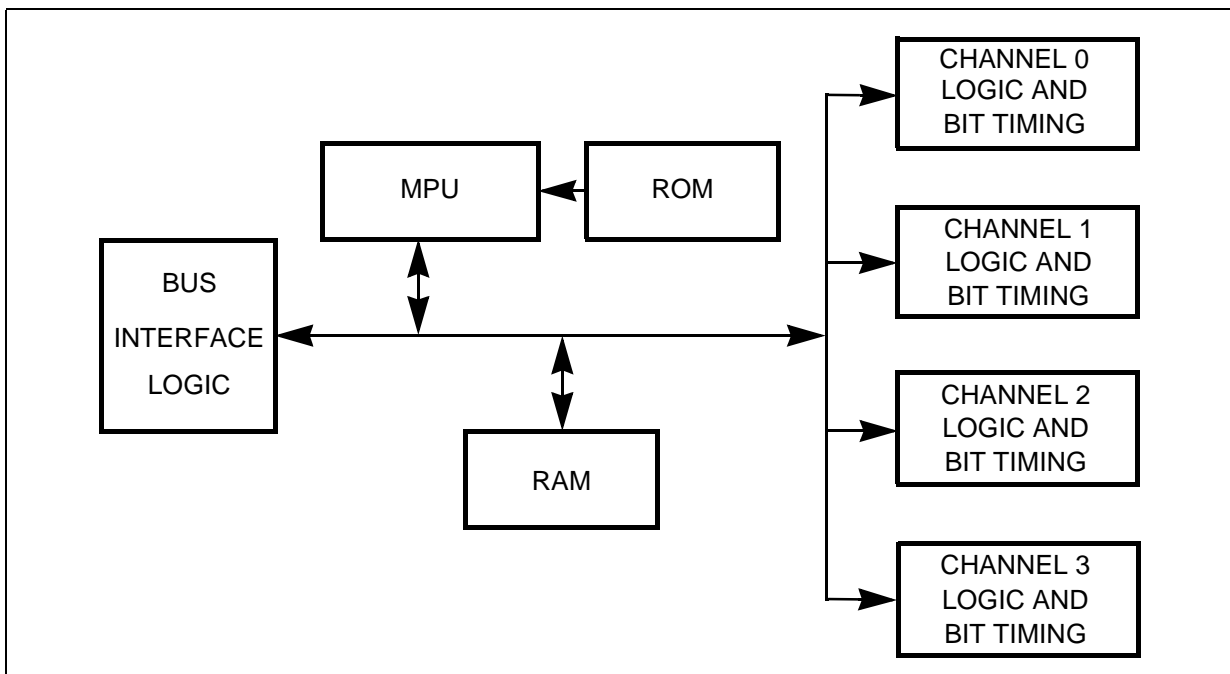 CHANNEL 0
LOGIC AND
BIT TIMING
MPU
ROM
CHANNEL 1
LOGIC AND
BIT TIMING
BUS
INTERFACE
LOGIC
CHANNEL 2
LOGIC AND
BIT TIMING
RAM
CHANNEL 3
LOGIC AND
BIT TIMING